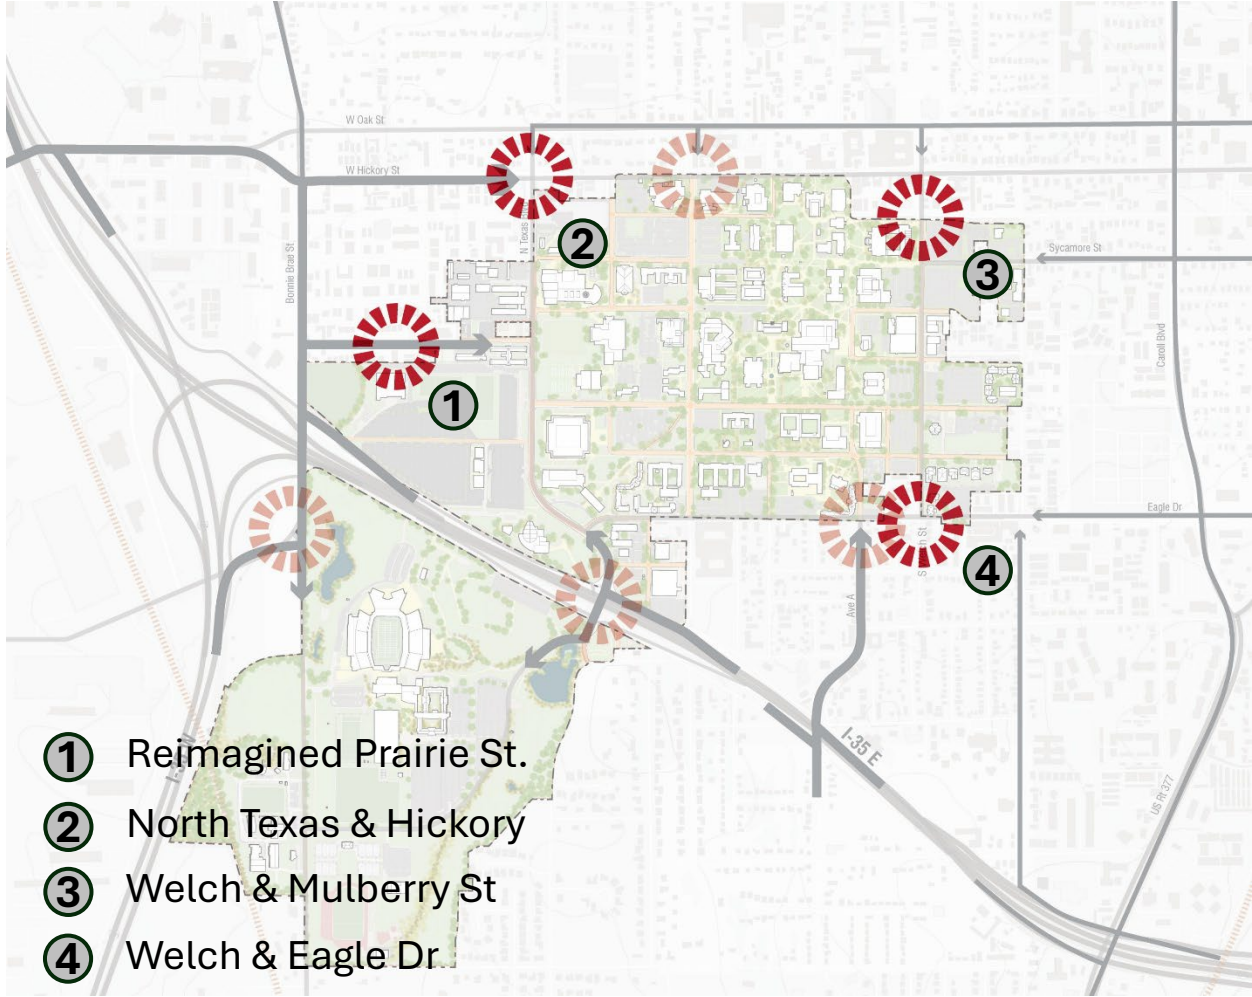 W Oak St
W Hickory St
N Texas Blvd
2
Sycamore St
3
Bonnie Brae St
Caroll Blvd
1
Eagle Dr
4
Ave A
I-35 E
US Rt 377
1 Reimagined Prairie St.
2 North Texas & Hickory
3 Welch & Mulberry St
4 Welch & Eagle Dr